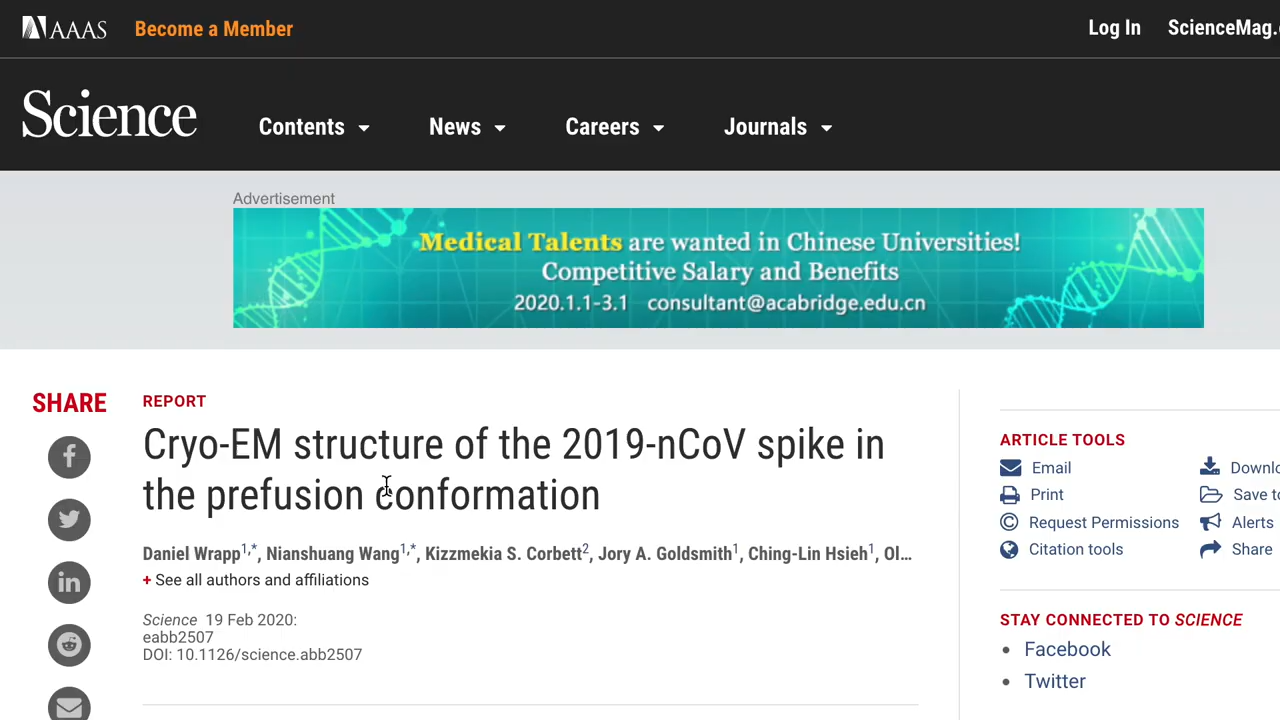 AAAS Become a Member Log In ScienceMag.
Science Contents News Careers Journals
Advertisement
Medical Talents are wanted in Chinese Universities!
Competitive Salary and Benefits
2020.1.1-3.1 consultant@acabridge.edu.cn
SHARE
REPORT
Cryo-EM structure of the 2019-nCoV spike in
the prefusion conformation
Daniel Wrapp1,*, Nianshuang Wang1,*, Kizzmekia S. Corbett2, Jory A. Goldsmith1, Ching-Lin Hsieh1, Ol…
+ See all authors and affiliations
Science 19 Feb 2020:
eabb2507
DOI: 10.1126/science.abb2507
ARTICLE TOOLS
Email Downlo
Print Save to
Request Permissions Alerts
Citation tools Share
STAY CONNECTED TO SCIENCE
• Facebook
• Twitter